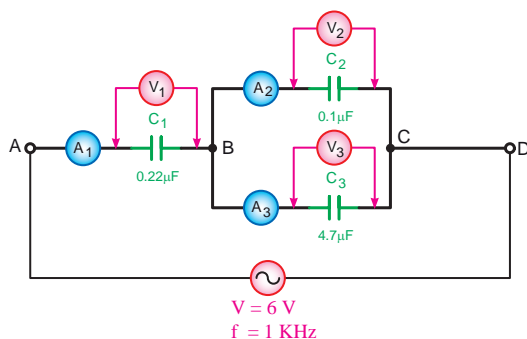 V2
C2
A2
0.1µF
V1
C1
A
A1
B
0.22µF
C
D
V3
C3
A3
4.7µF
V = 6 V
f = 1 KHz